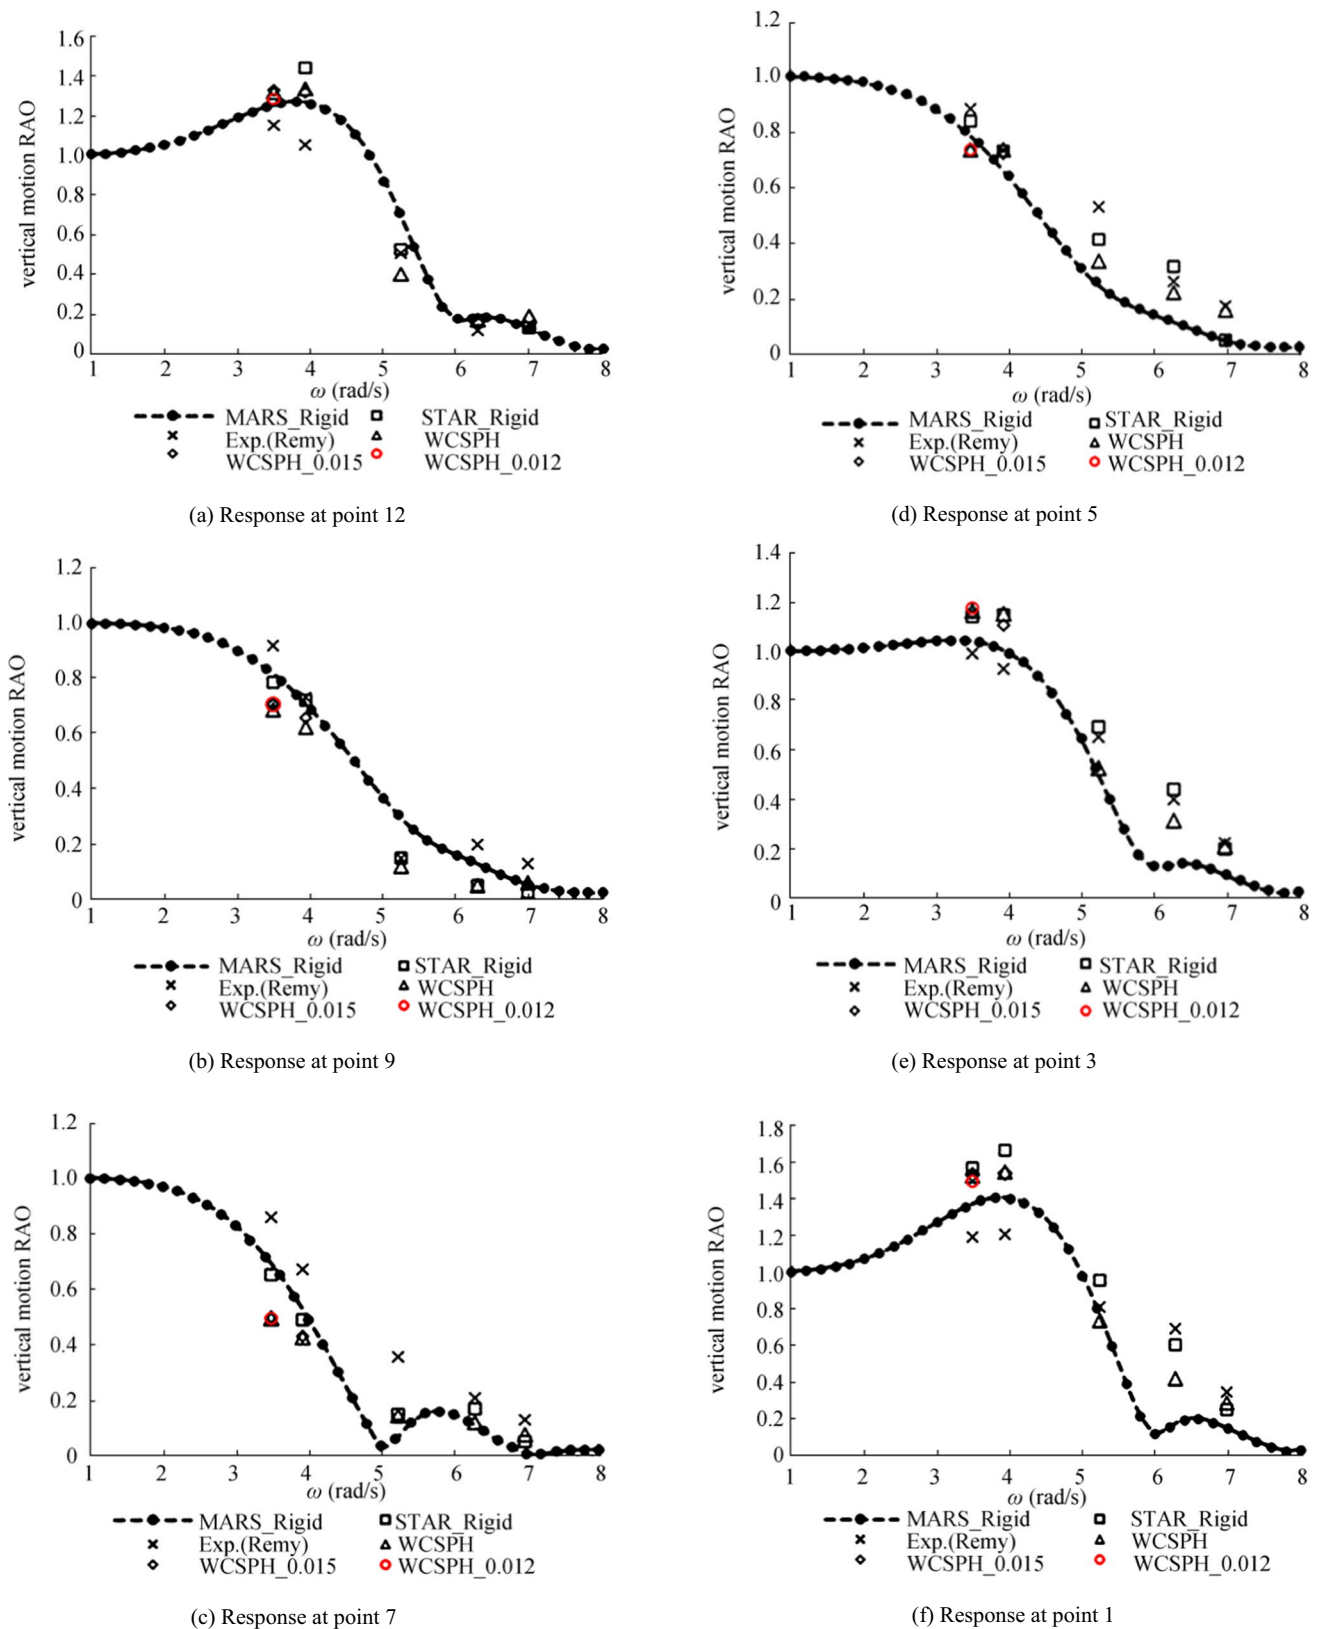 vertical motion RAO
1.6
1.4
1.2
1.0
0.8
0.6
0.4
0.2
0
1 2 3 4 5 6 7 8
ω (rad/s)
MARS_Rigid STAR_Rigid
Exp.(Remy) WCSPH
WCSPH_0.015 WCSPH_0.012
(a) Response at point 12
vertical motion RAO
1.2
1.0
0.8
0.6
0.4
0.2
0
1 2 3 4 5 6 7 8
ω (rad/s)
MARS_Rigid STAR_Rigid
Exp.(Remy) WCSPH
WCSPH_0.015 WCSPH_0.012
(d) Response at point 5
vertical motion RAO
1.2
1.0
0.8
0.6
0.4
0.2
0
1 2 3 4 5 6 7 8
ω (rad/s)
MARS_Rigid STAR_Rigid
Exp.(Remy) WCSPH
WCSPH_0.015 WCSPH_0.012
(b) Response at point 9
vertical motion RAO
1.4
1.2
1.0
0.8
0.6
0.4
0.2
0
1 2 3 4 5 6 7 8
ω (rad/s)
MARS_Rigid STAR_Rigid
Exp.(Remy) WCSPH
WCSPH_0.015 WCSPH_0.012
(e) Response at point 3
vertical motion RAO
1.2
1.0
0.8
0.6
0.4
0.2
0
1 2 3 4 5 6 7 8
ω (rad/s)
MARS_Rigid STAR_Rigid
Exp.(Remy) WCSPH
WCSPH_0.015 WCSPH_0.012
(c) Response at point 7
vertical motion RAO
1.8
1.6
1.4
1.2
1.0
0.8
0.6
0.4
0.2
0
1 2 3 4 5 6 7 8
ω (rad/s)
MARS_Rigid STAR_Rigid
Exp.(Remy) WCSPH
WCSPH_0.015 WCSPH_0.012
(f) Response at point 1